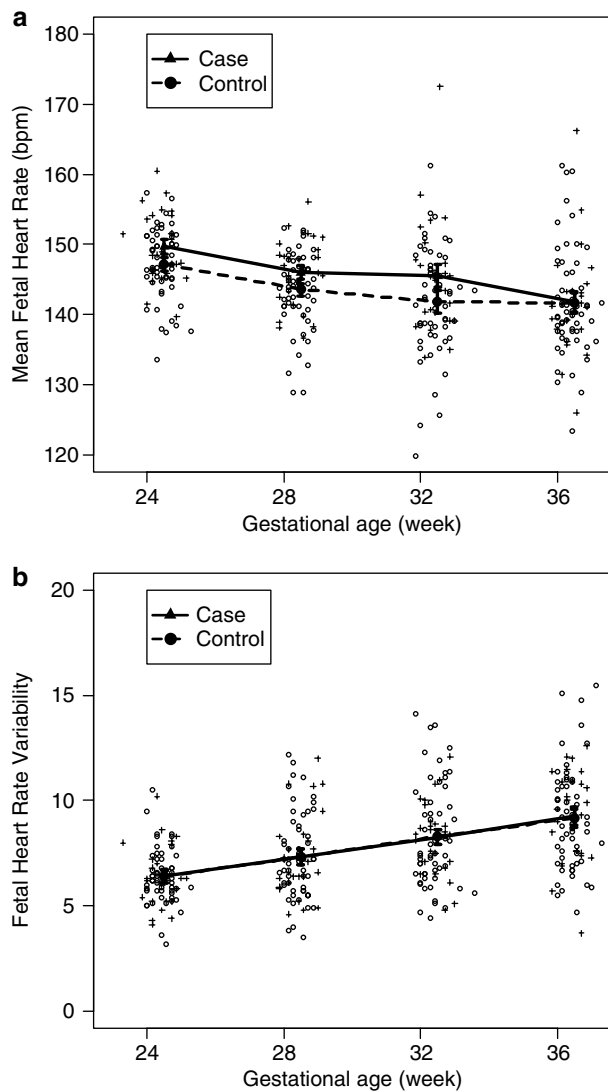 a
180
170
160
150
140
130
120
Mean Fetal Heart Rate (bpm)
Case
Control
24 28 32 36
Gestational age (week)
b
20
15
10
5
0
Fetal Heart Rate Variability
Case
Control
24 28 32 36
Gestational age (week)